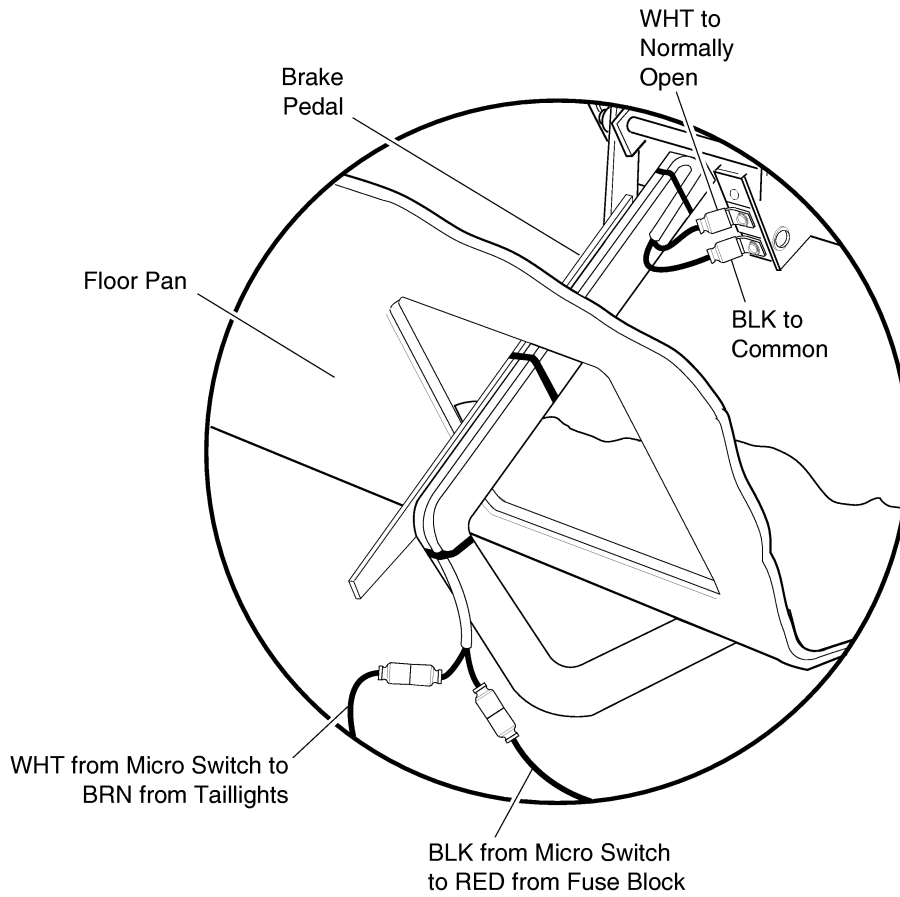 WHT to
Normally
Open
Brake
Pedal
Floor Pan
BLK to
Common
WHT from Micro Switch to
BRN from Taillights
BLK from Micro Switch
to RED from Fuse Block